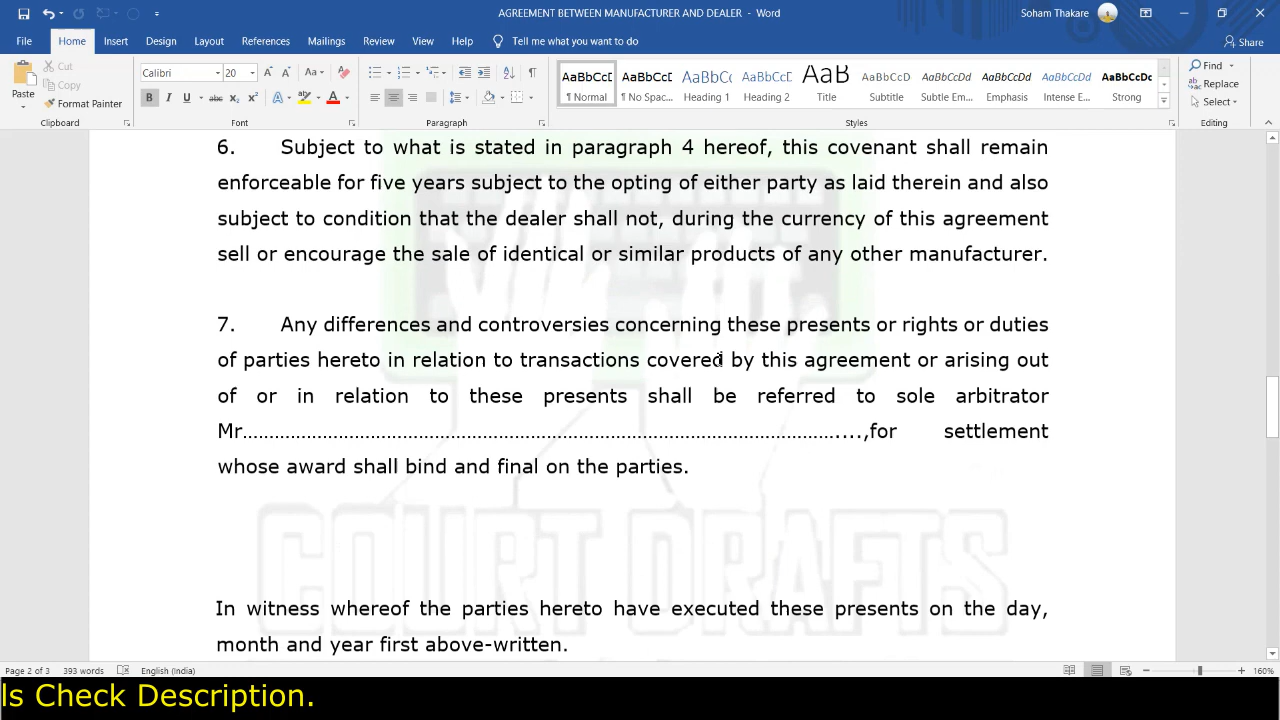 AGREEMENT BETWEEN MANUFACTURER AND DEALER - Word
Soham Thakare
File Home Insert Design Layout References Mailings Review View Help Tell me what you want to do Share
Paste
Cut
Copy
Format Painter
Calibri 20
AaBbCcDc AaBbCcDc AaBbCc AaBbCcC AaB AaBbCcD AaBbCcDd AaBbCcDd AaBbCcDd AaBbCcDc
¶ Normal ¶ No Spac... Heading 1 Heading 2 Title Subtitle Subtle Em... Emphasis Intense E... Strong
Find
Replace
Select
Clipboard Font Paragraph Styles Editing
6. Subject to what is stated in paragraph 4 hereof, this covenant shall remain
enforceable for five years subject to the opting of either party as laid therein and also
subject to condition that the dealer shall not, during the currency of this agreement
sell or encourage the sale of identical or similar products of any other manufacturer.
7. Any differences and controversies concerning these presents or rights or duties
of parties hereto in relation to transactions covered by this agreement or arising out
of or in relation to these presents shall be referred to sole arbitrator
Mr………………………………………………………………………………………………....,for settlement
whose award shall bind and final on the parties.
COURT DRAFTS
In witness whereof the parties hereto have executed these presents on the day,
month and year first above-written.
Page 2 of 3 393 words English (India) 160%
ls Check Description.